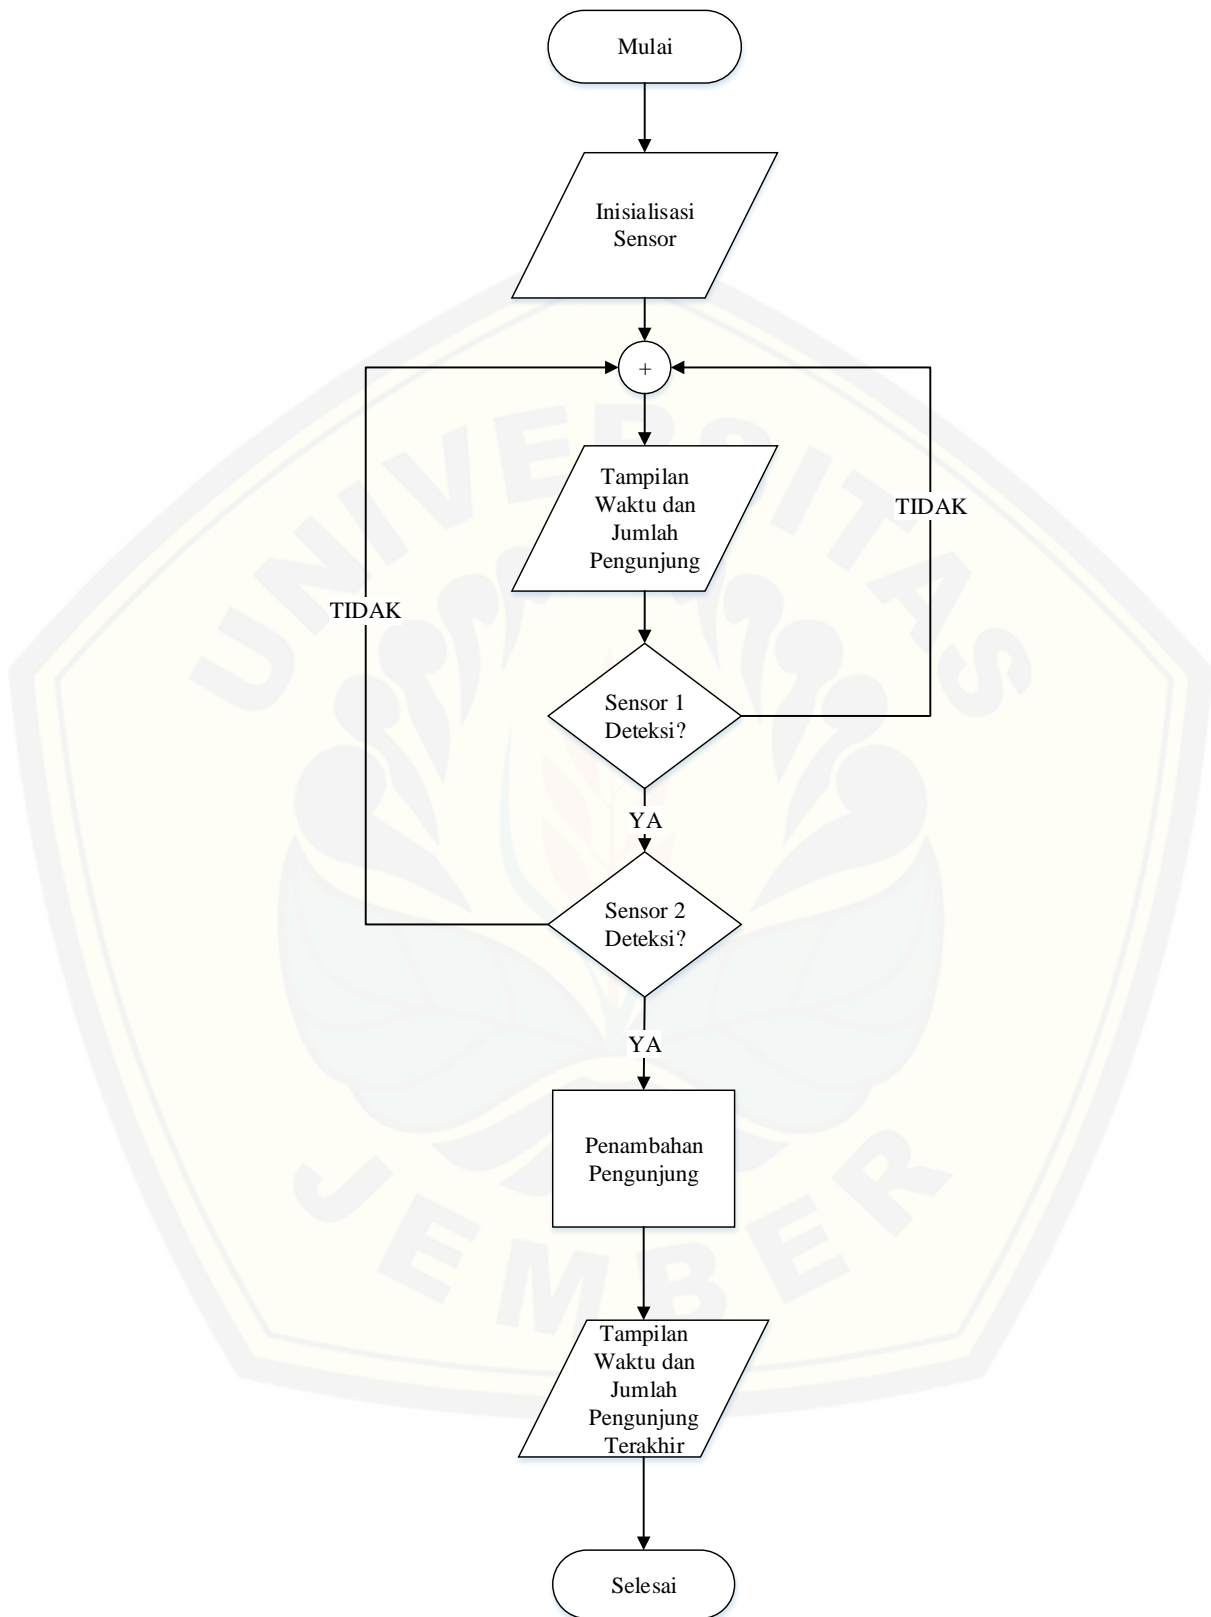 Mulai
Inisialisasi
Sensor
+
Tampilan
Waktu dan
Jumlah
Pengunjung
TIDAK
TIDAK
Sensor 1
Deteksi?
YA
Sensor 2
Deteksi?
YA
Penambahan
Pengunjung
Tampilan
Waktu dan
Jumlah
Pengunjung
Terakhir
Selesai
UNIVERSITAS
JEMBER